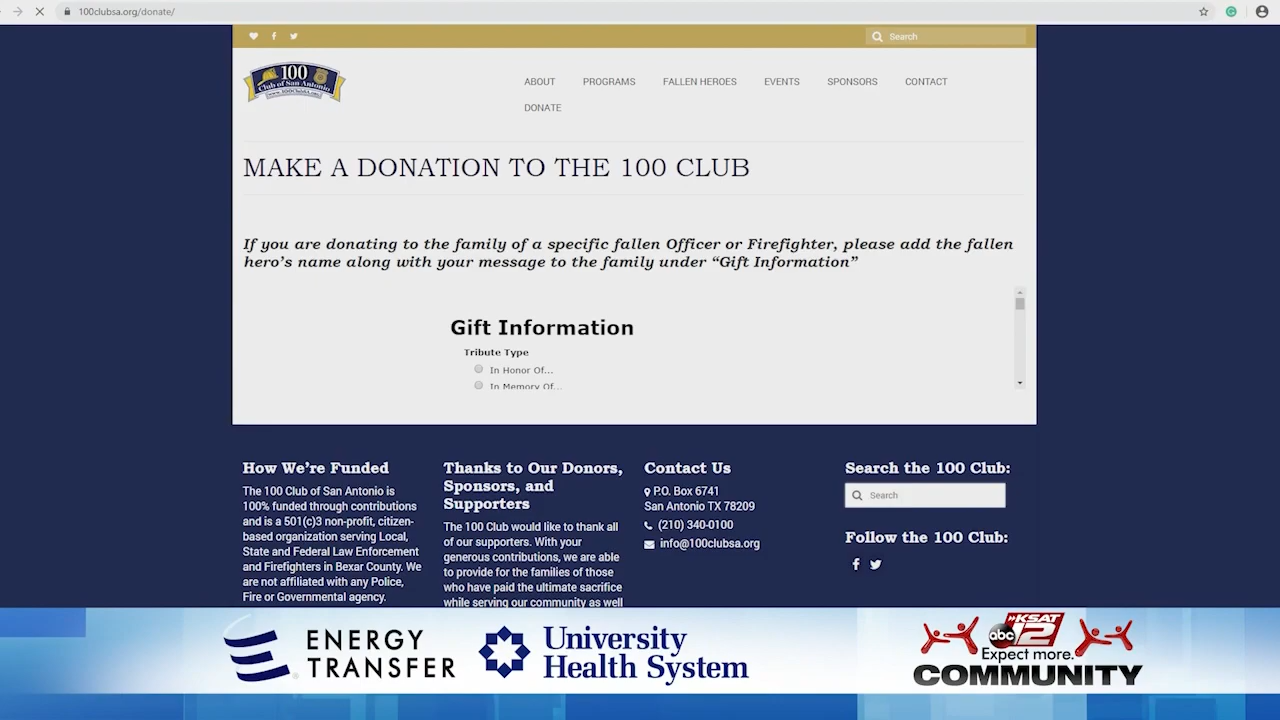 100clubsa.org/donate/
Search
100
Club of San Antonio
www.100ClubSA.org
ABOUT PROGRAMS FALLEN HEROES EVENTS SPONSORS CONTACT
DONATE
MAKE A DONATION TO THE 100 CLUB
If you are donating to the family of a specific fallen Officer or Firefighter, please add the fallen
hero's name along with your message to the family under “Gift Information”
Gift Information
Tribute Type
In Honor Of...
In Memory Of...
How We're Funded
The 100 Club of San Antonio is
100% funded through contributions
and is a 501(c)3 non-profit, citizen-
based organization serving Local,
State and Federal Law Enforcement
and Firefighters in Bexar County. We
are not affiliated with any Police,
Fire or Governmental agency.
Thanks to Our Donors,
Sponsors, and
Supporters
The 100 Club would like to thank all
of our supporters. With your
generous contributions, we are able
to provide for the families of those
who have paid the ultimate sacrifice
while serving our community as well
Contact Us
P.O. Box 6741
San Antonio TX 78209
(210) 340-0100
info@100clubsa.org
Search the 100 Club:
Search
Follow the 100 Club:
ENERGY
TRANSFER
University
Health System
abc KSAT 2
Expect more.
COMMUNITY